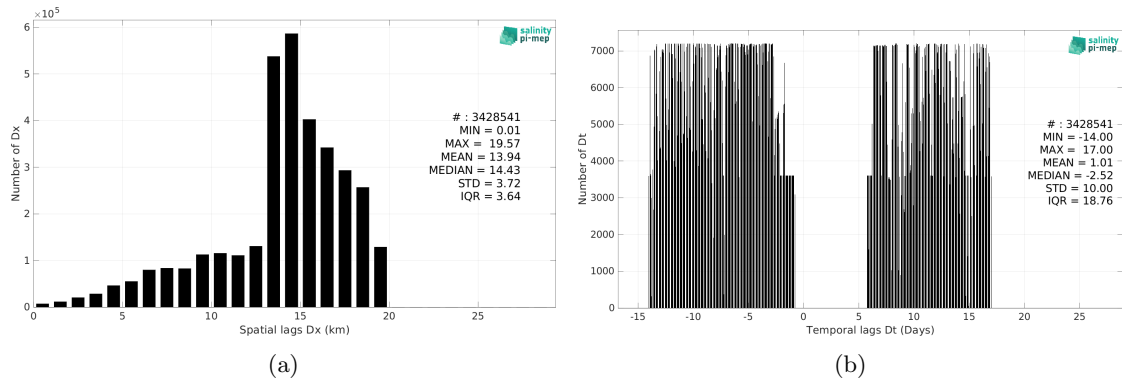 ×10⁵
6
5
4
3
2
1
0
Number of Dx
0
5
10
15
20
25
Spatial lags Dx (km)
salinity
pi-mep
# : 3428541
MIN = 0.01
MAX = 19.57
MEAN = 13.94
MEDIAN = 14.43
STD = 3.72
IQR = 3.64
(a)
7000
6000
5000
4000
3000
2000
1000
0
Number of Dt
-15
-10
-5
0
5
10
15
20
25
Temporal lags Dt (Days)
salinity
pi-mep
# : 3428541
MIN = -14.00
MAX = 17.00
MEAN = 1.01
MEDIAN = -2.52
STD = 10.00
IQR = 18.76
(b)